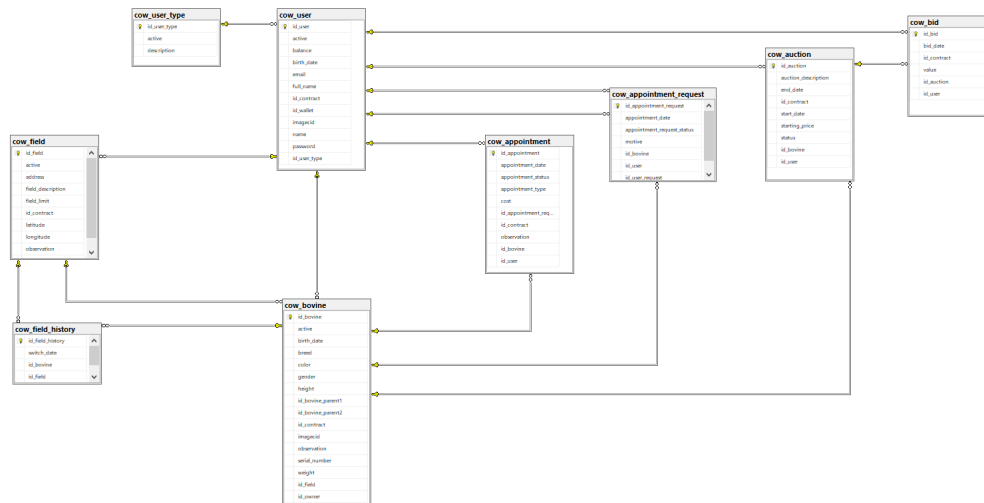 cow_user_type
id_user_type
active
description
cow_user
id_user
active
balance
birth_date
email
full_name
id_contract
id_wallet
imagecid
name
password
id_user_type
cow_bid
id_bid
bid_date
id_contract
value
id_auction
id_user
cow_auction
id_auction
auction_description
end_date
id_contract
start_date
starting_price
status
id_bovine
id_user
cow_appointment_request
id_appointment_request
appointment_date
appointment_request_status
motive
id_bovine
id_user
id_user_request
cow_appointment
id_appointment
appointment_date
appointment_status
appointment_type
cost
id_appointment_req...
id_contract
observation
id_bovine
id_user
cow_field
id_field
active
address
field_description
field_limit
id_contract
latitude
longitude
observation
cow_field_history
id_field_history
switch_date
id_bovine
id_field
cow_bovine
id_bovine
active
birth_date
breed
color
gender
height
id_bovine_parent1
id_bovine_parent2
id_contract
imagecid
observation
serial_number
weight
id_field
id_owner